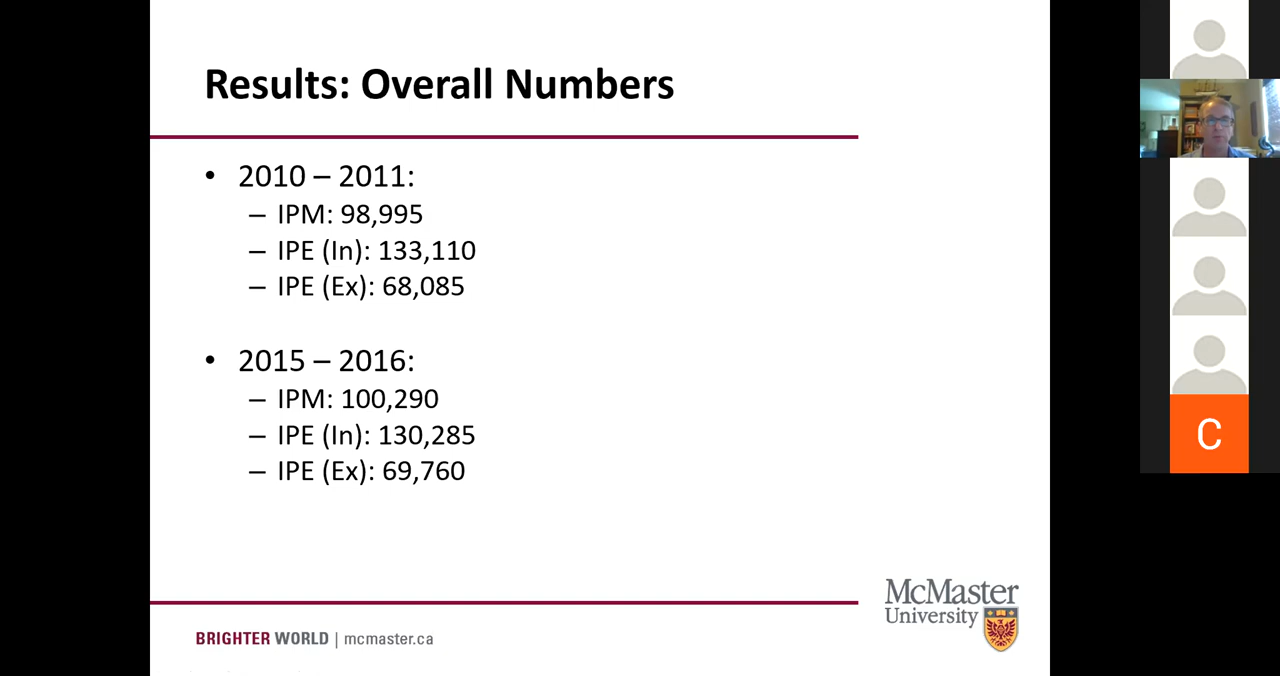 Results: Overall Numbers
• 2010 – 2011:
– IPM: 98,995
– IPE (In): 133,110
– IPE (Ex): 68,085
• 2015 – 2016:
– IPM: 100,290
– IPE (In): 130,285
– IPE (Ex): 69,760
C
McMaster
University
BRIGHTER WORLD | mcmaster.ca